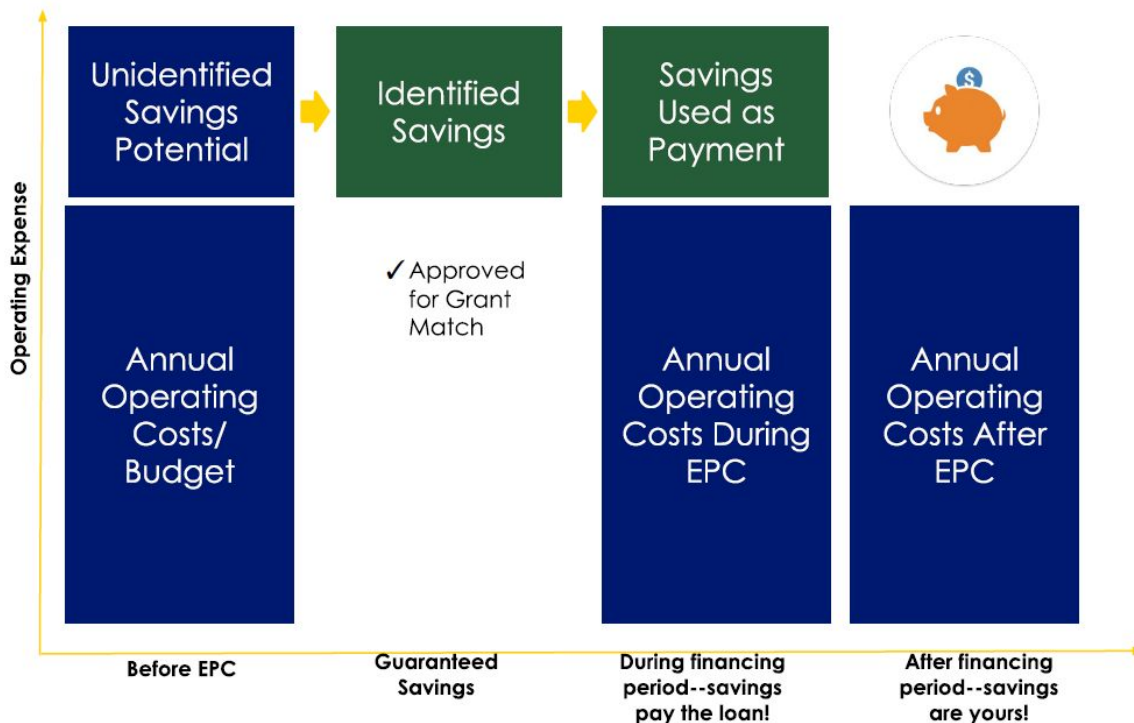 Operating Expense
Unidentified
Savings
Potential
Identified
Savings
Savings
Used as
Payment
$
Annual
Operating
Costs/
Budget
✓ Approved
for Grant
Match
Annual
Operating
Costs During
EPC
Annual
Operating
Costs After
EPC
Before EPC
Guaranteed
Savings
During financing
period--savings
pay the loan!
After financing
period--savings
are yours!